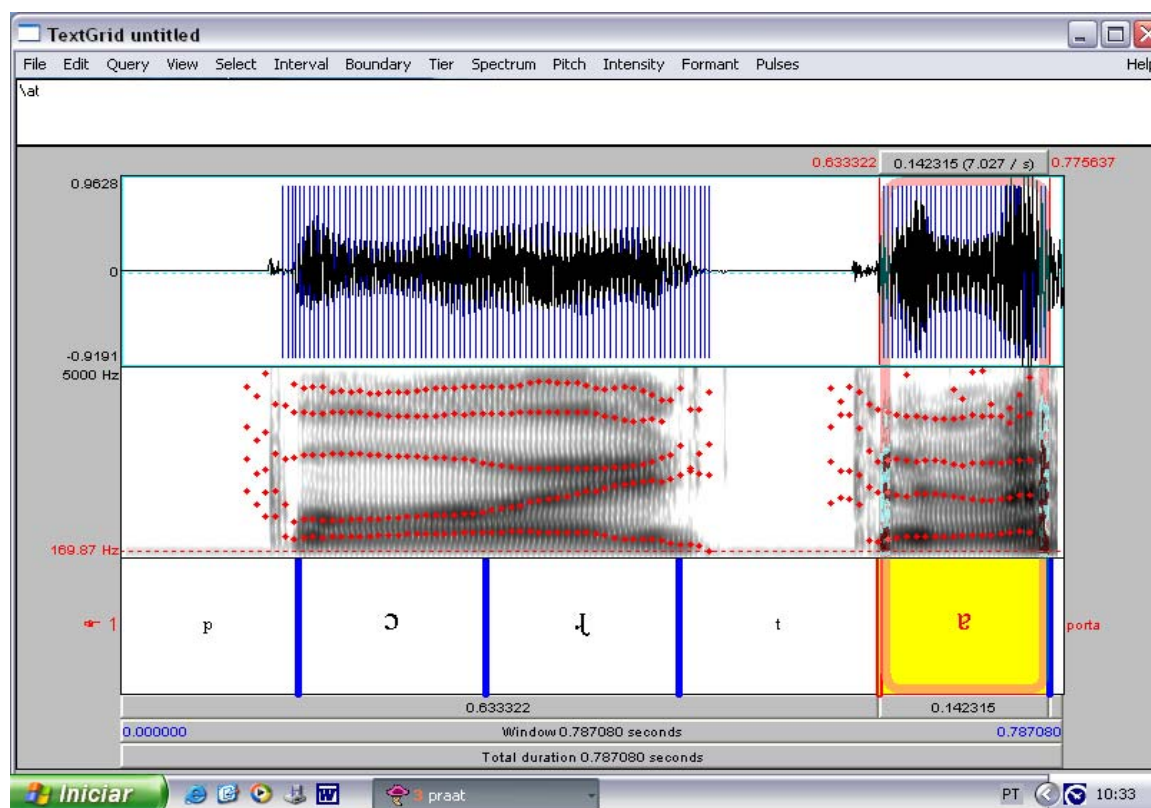 TextGrid untitled
File Edit Query View Select Interval Boundary Tier Spectrum Pitch Intensity Formant Pulses Help
\at
0.633322 0.142315 (7.027 / s) 0.775637
0.9628
0
-0.9191
5000 Hz
169.87 Hz
1 p ɔ ɻ t ɐ porta
0.633322 0.142315
0.000000 Window 0.787080 seconds 0.787080
Total duration 0.787080 seconds
Iniciar W 3 praat PT 10:33